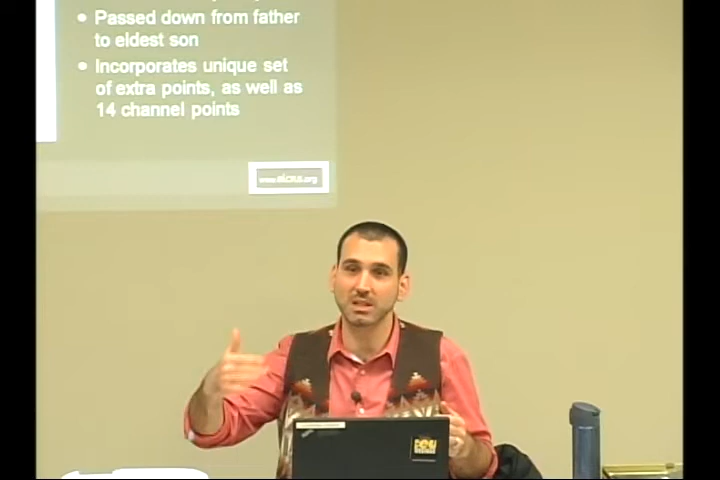 • Passed down from father
to eldest son
• Incorporates unique set
of extra points, as well as
14 channel points